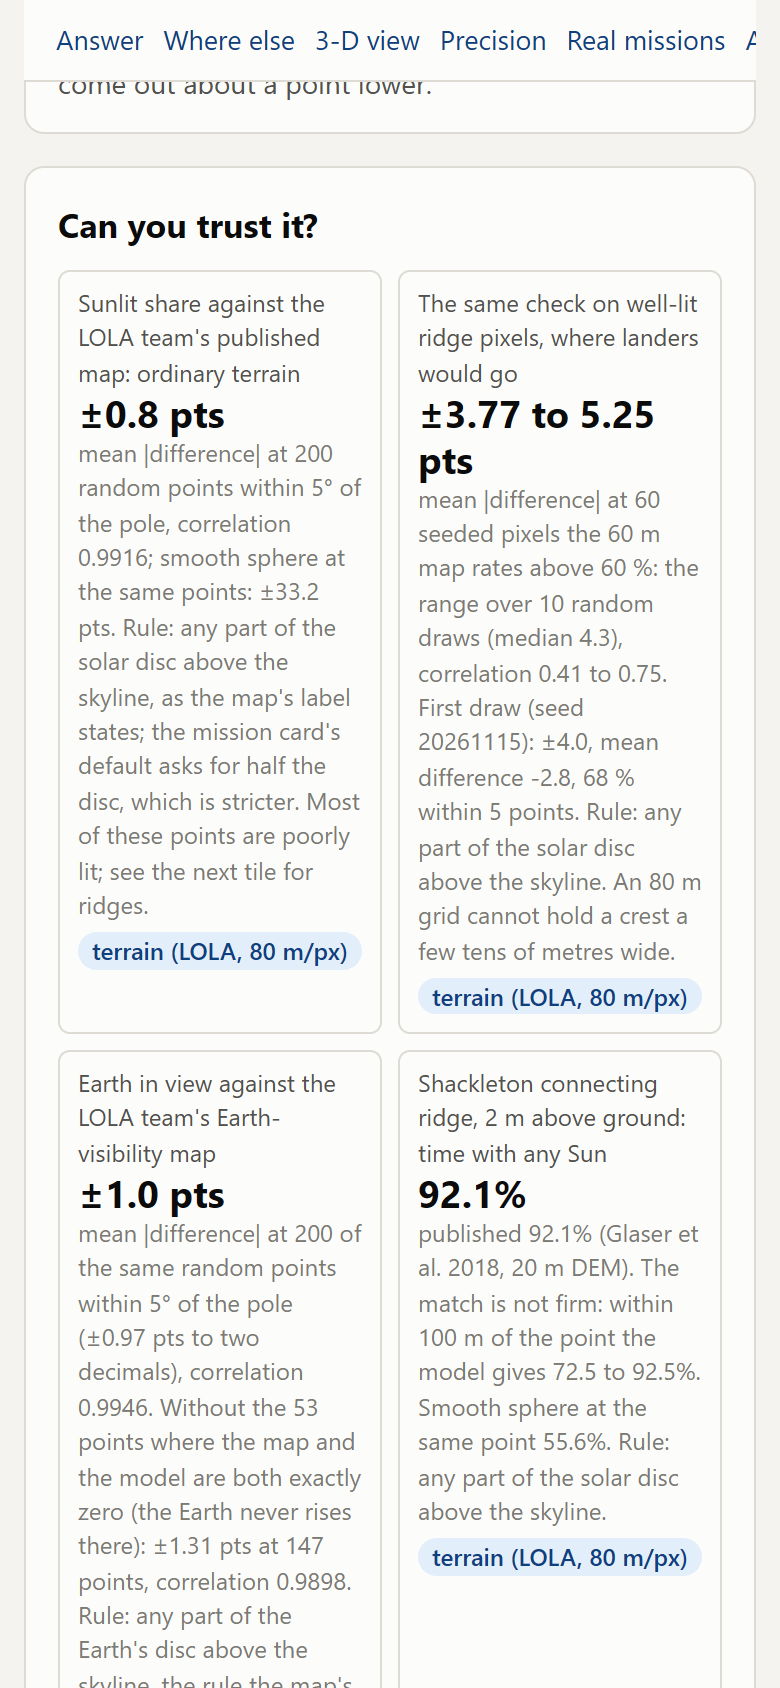 Answer Where else 3-D view Precision Real missions A
come out about a point lower.
Can you trust it?
Sunlit share against the
LOLA team's published
map: ordinary terrain
±0.8 pts
mean |difference| at 200
random points within 5° of
the pole, correlation
0.9916; smooth sphere at
the same points: ±33.2
pts. Rule: any part of the
solar disc above the
skyline, as the map's label
states; the mission card's
default asks for half the
disc, which is stricter. Most
of these points are poorly
lit; see the next tile for
ridges.
terrain (LOLA, 80 m/px)
The same check on well-lit
ridge pixels, where landers
would go
±3.77 to 5.25
pts
mean |difference| at 60
seeded pixels the 60 m
map rates above 60 %: the
range over 10 random
draws (median 4.3),
correlation 0.41 to 0.75.
First draw (seed
20261115): ±4.0, mean
difference -2.8, 68 %
within 5 points. Rule: any
part of the solar disc
above the skyline. An 80 m
grid cannot hold a crest a
few tens of metres wide.
terrain (LOLA, 80 m/px)
Earth in view against the
LOLA team's Earth-
visibility map
±1.0 pts
mean |difference| at 200 of
the same random points
within 5° of the pole
(±0.97 pts to two
decimals), correlation
0.9946. Without the 53
points where the map and
the model are both exactly
zero (the Earth never rises
there): ±1.31 pts at 147
points, correlation 0.9898.
Rule: any part of the
Earth's disc above the
skyline, the rule the map's
Shackleton connecting
ridge, 2 m above ground:
time with any Sun
92.1%
published 92.1% (Glaser et
al. 2018, 20 m DEM). The
match is not firm: within
100 m of the point the
model gives 72.5 to 92.5%.
Smooth sphere at the
same point 55.6%. Rule:
any part of the solar disc
above the skyline.
terrain (LOLA, 80 m/px)